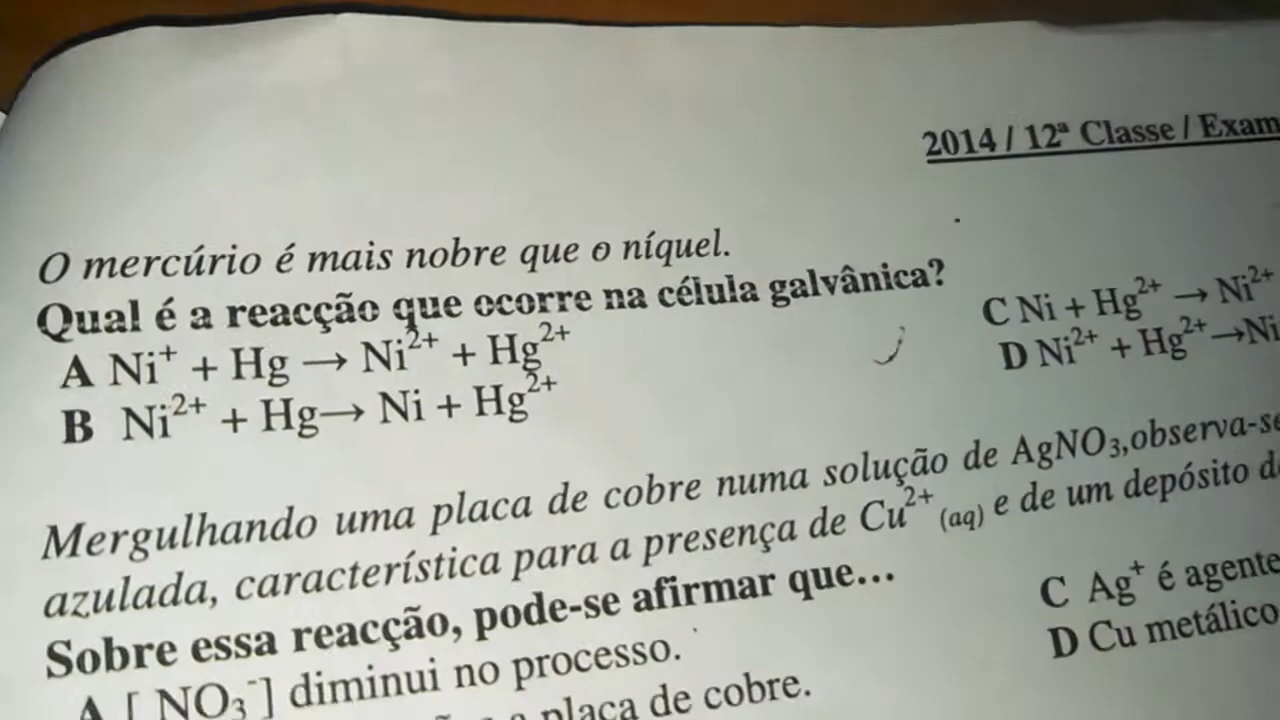 2014 / 12ª Classe / Exam
O mercúrio é mais nobre que o níquel.
Qual é a reacção que ocorre na célula galvânica?
A Ni⁺ + Hg → Ni²⁺ + Hg²⁺
B Ni²⁺ + Hg→ Ni + Hg²⁺
C Ni + Hg²⁺ → Ni²⁺
D Ni²⁺ + Hg²⁺→Ni
Mergulhando uma placa de cobre numa solução de AgNO₃,observa-se
azulada, característica para a presença de Cu²⁺(aq) e de um depósito d
Sobre essa reacção, pode-se afirmar que...
A [ NO₃⁻] diminui no processo.
a placa de cobre.
C Ag⁺ é agente
D Cu metálico